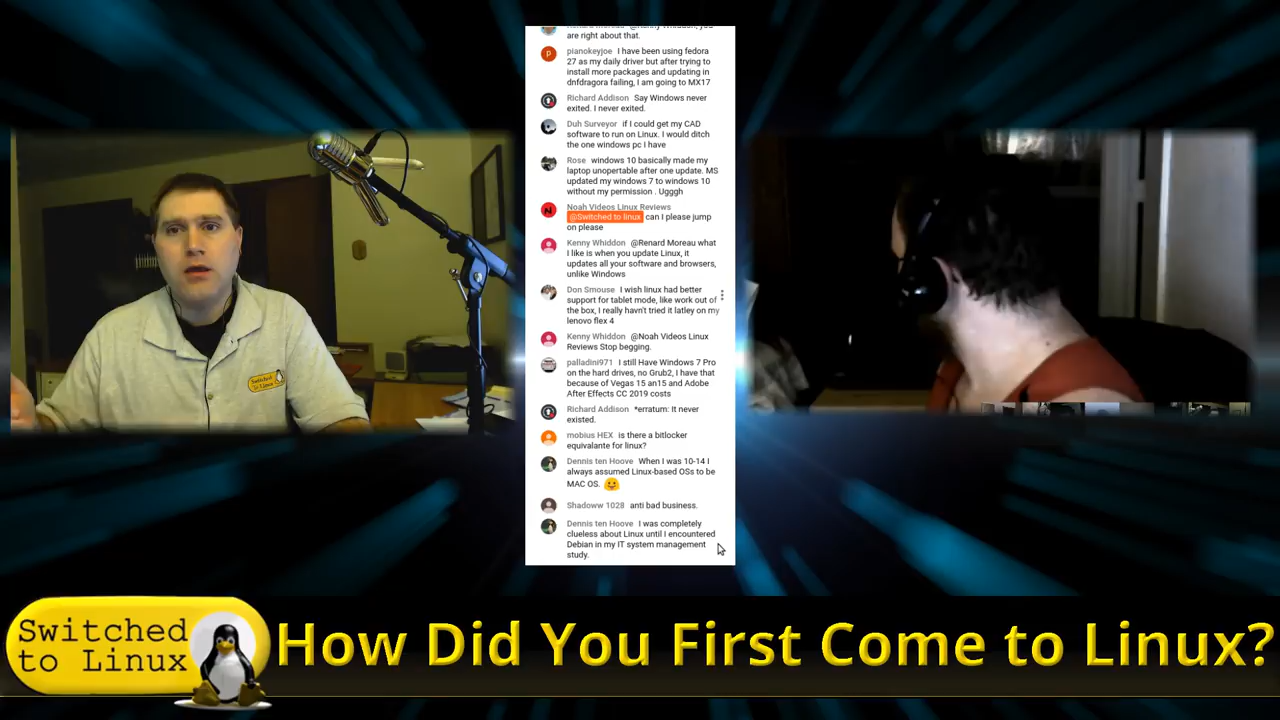 are right about that.
pianokeyjoe I have been using fedora
27 as my daily driver but after trying to
install more packages and updating in
dnfdragora failing, I am going to MX17
Richard Addison Say Windows never
exited. I never exited.
Duh Surveyor if I could get my CAD
software to run on Linux. I would ditch
the one windows pc I have
Rose windows 10 basically made my
laptop unopertable after one update. MS
updated my windows 7 to windows 10
without my permission . Ugggh
Noah Videos Linux Reviews
@Switched to linux can I please jump
on please
Kenny Whiddon @Renard Moreau what
I like is when you update Linux, it
updates all your software and browsers,
unlike Windows
Don Smouse I wish linux had better
support for tablet mode, like work out of
the box, I really havn't tried it latley on my
lenovo flex 4
Kenny Whiddon @Noah Videos Linux
Reviews Stop begging.
palladini971 I still Have Windows 7 Pro
on the hard drives, no Grub2, I have that
because of Vegas 15 an15 and Adobe
After Effects CC 2019 costs
Richard Addison *erratum: It never
existed.
mobius HEX is there a bitlocker
equivalante for linux?
Dennis ten Hoove When I was 10-14 I
always assumed Linux-based OSs to be
MAC OS.
Shadoww 1028 anti bad business.
Dennis ten Hoove I was completely
clueless about Linux until I encountered
Debian in my IT system management
study.
Switched
to Linux
How Did You First Come to Linux?